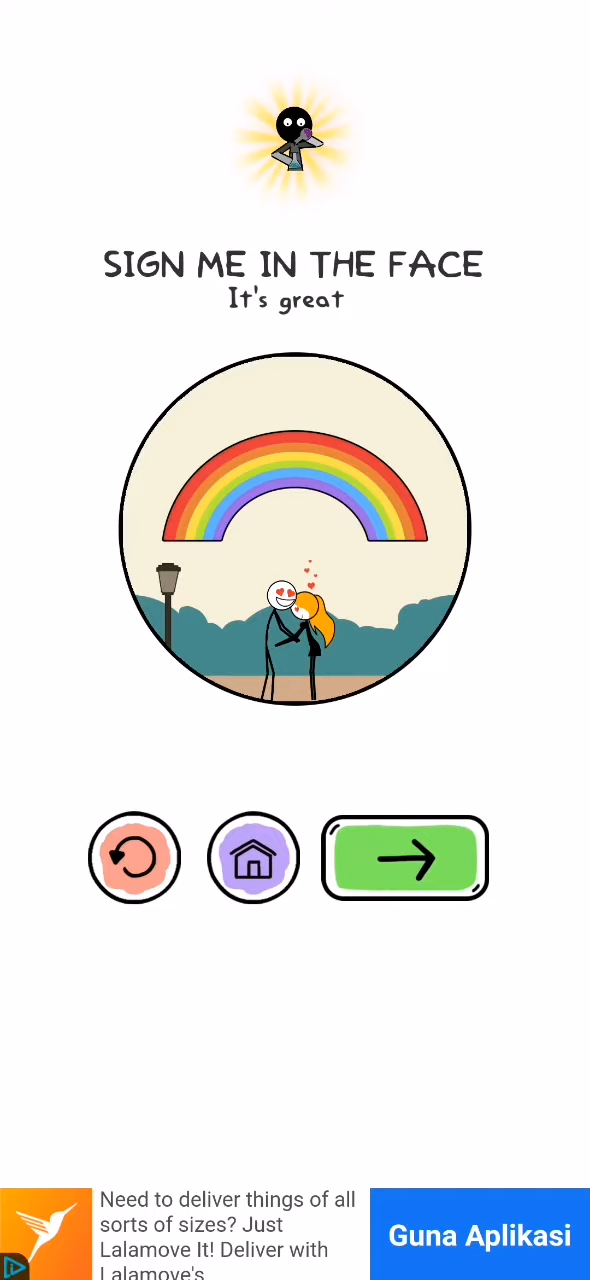 SIGN ME IN THE FACE
It's great
Need to deliver things of all
sorts of sizes? Just
Lalamove It! Deliver with
Lalamove's
Guna Aplikasi